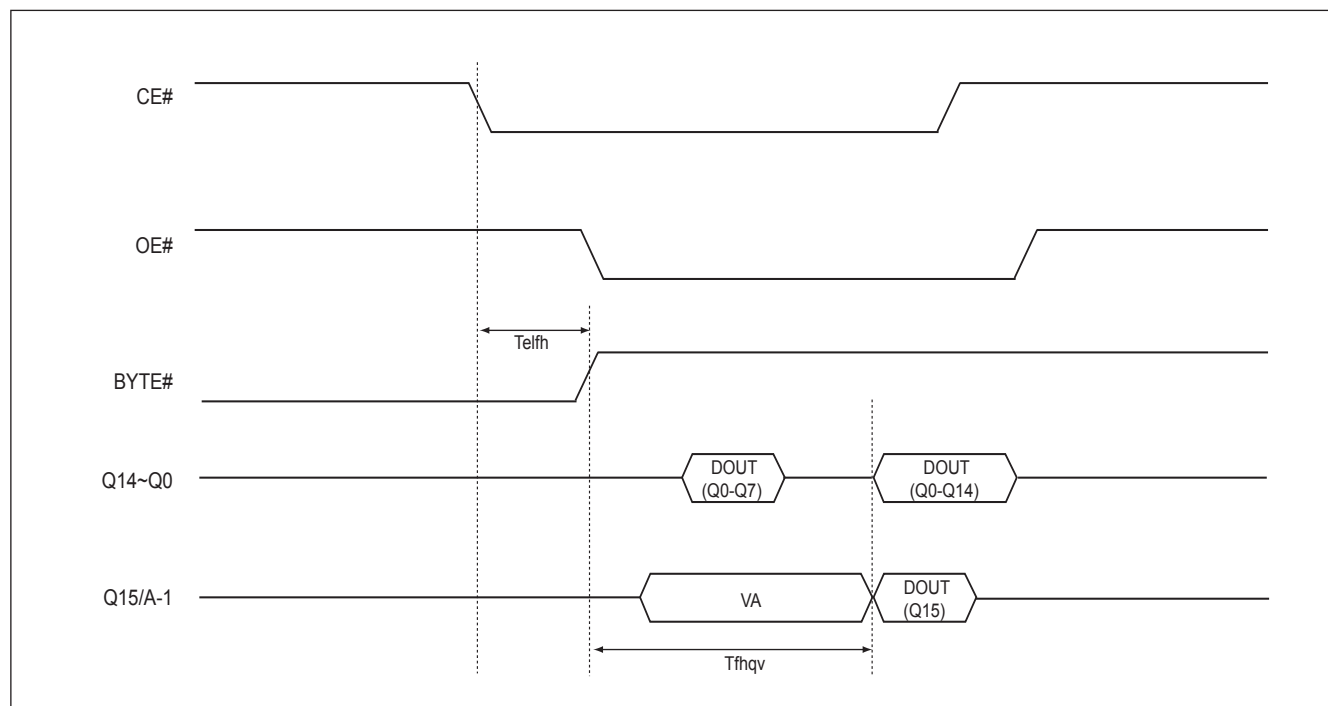 CE#
OE#
Telfh
BYTE#
Q14~Q0
DOUT
(Q0-Q7)
DOUT
(Q0-Q14)
Q15/A-1
VA
DOUT
(Q15)
Tfhqv